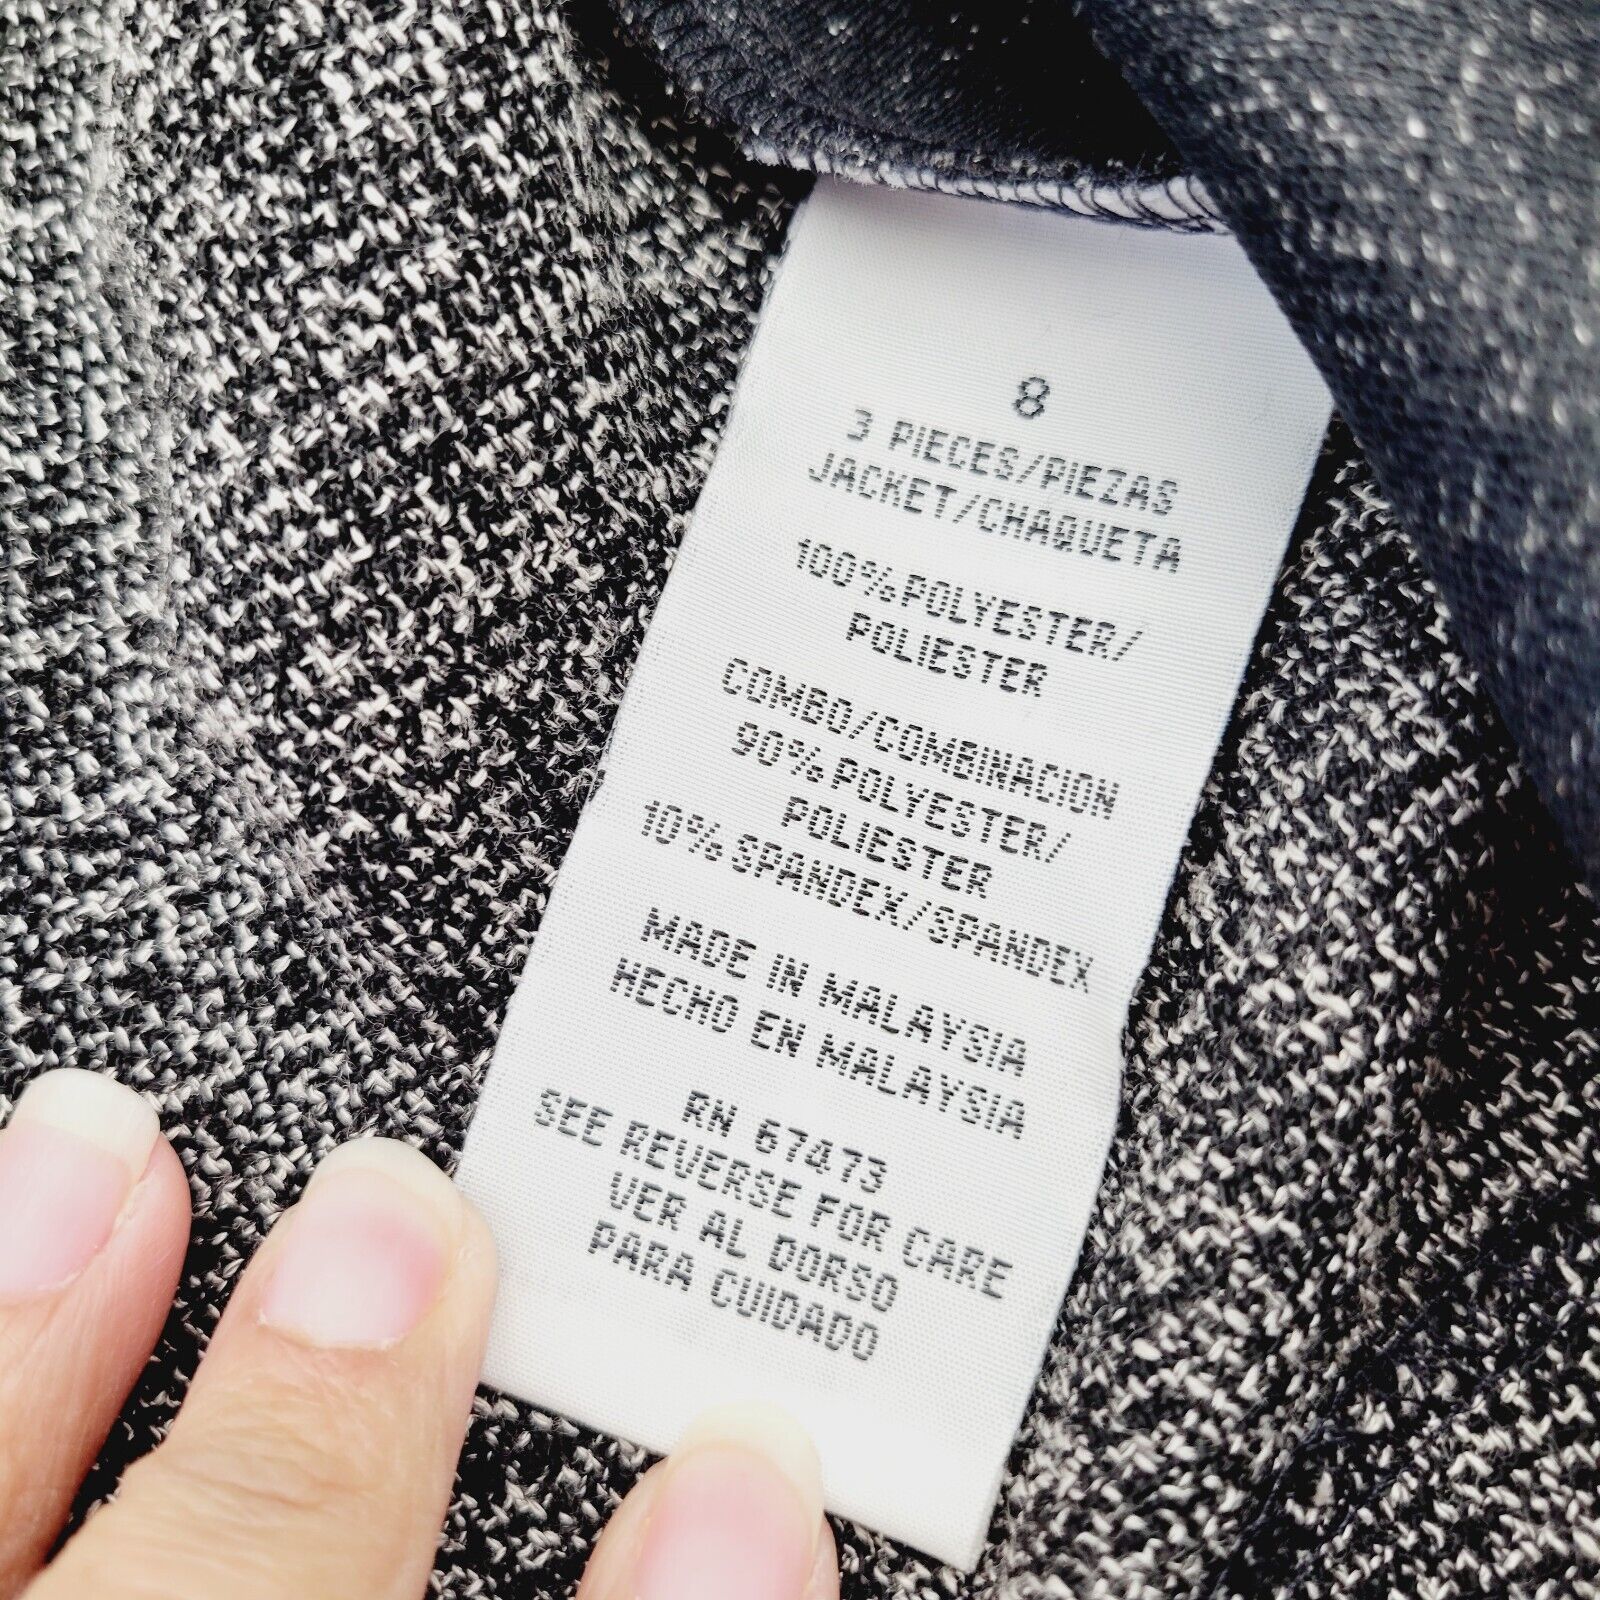 8
3 PIECES/PIEZAS
JACKET/CHAQUETA
100% POLYESTER/
POLIESTER
COMBO/COMBINACION
90% POLYESTER/
POLIESTER
10% SPANDEX/SPANDEX
MADE IN MALAYSIA
HECHO EN MALAYSIA
RN 67473
SEE REVERSE FOR CARE
VER AL DORSO
PARA CUIDADO